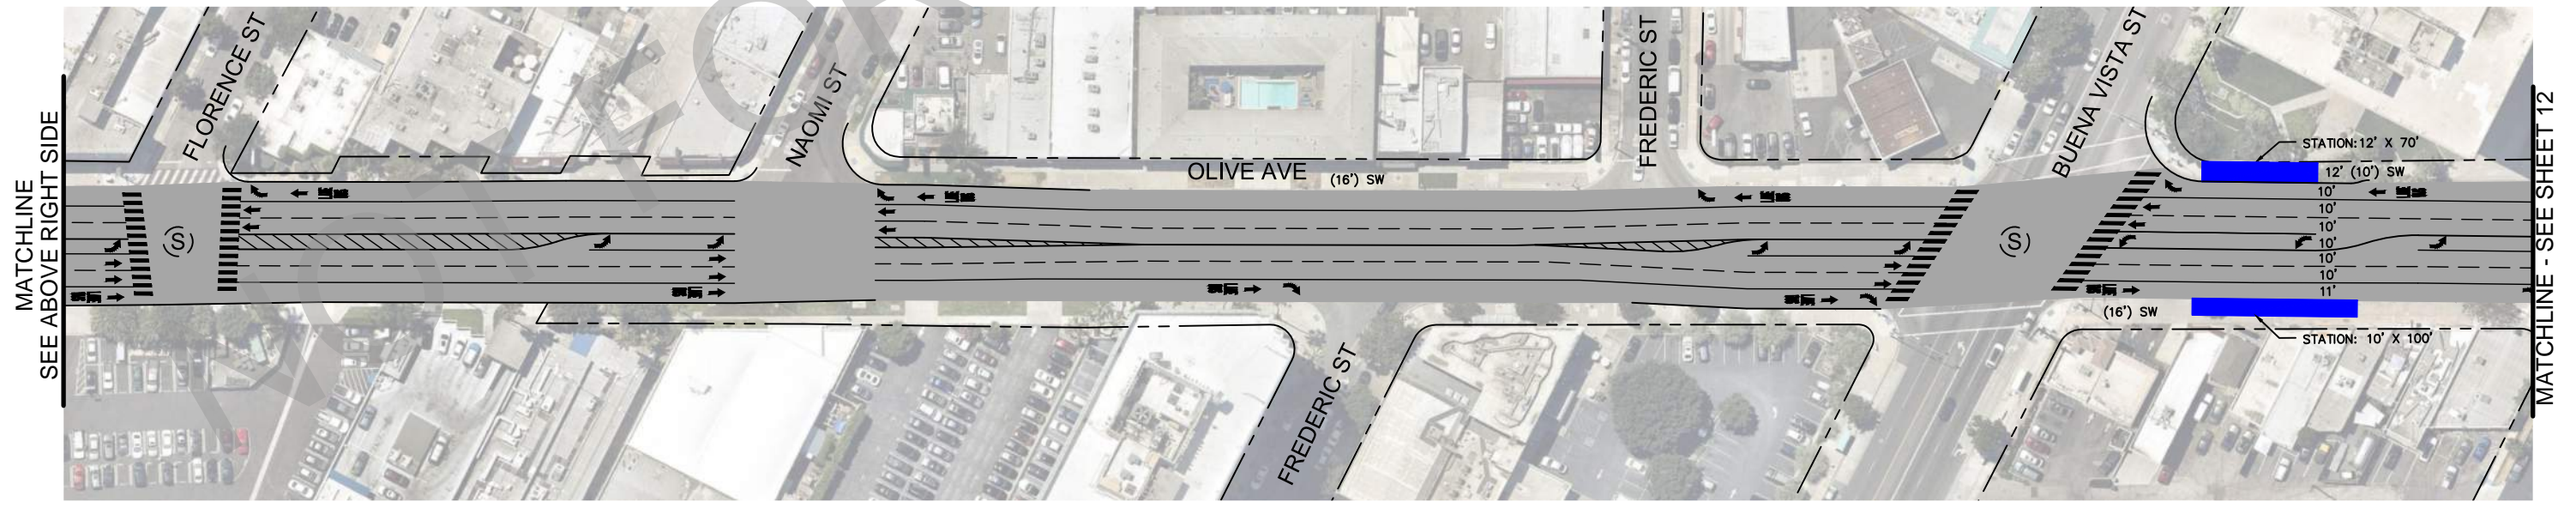 MATCHLINE
SEE ABOVE RIGHT SIDE
FLORENCE ST
NAOMI ST
OLIVE AVE
(16') SW
FREDERIC ST
FREDERIC ST
BUENA VISTA ST
STATION:12' X 70'
12' (10') SW
10'
10'
10'
10'
10'
10'
11'
(16') SW
STATION: 10' X 100'
MATCHLINE - SEE SHEET 12
S
S
NOT FOR